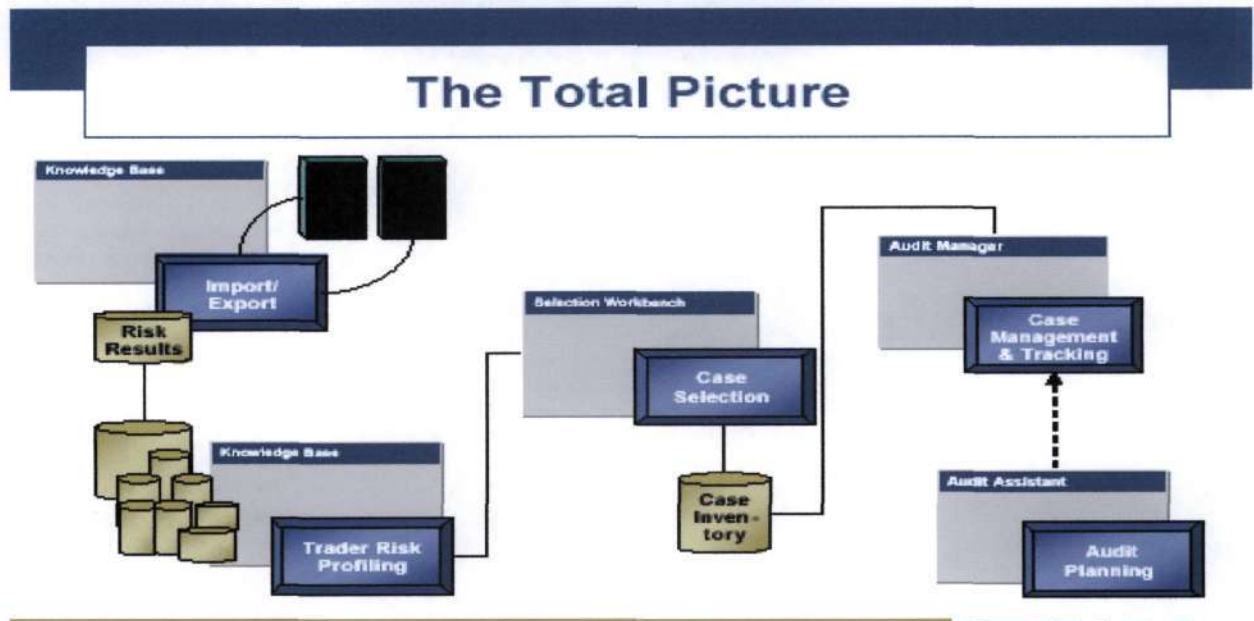 The Total Picture
Knowledge Base
Import/
Export
Risk
Results
Knowledge Base
Trader Risk
Profiling
Selection Workbench
Case
Selection
Case
Inven-
tory
Audit Manager
Case
Management
& Tracking
Audit Assistant
Audit
Planning